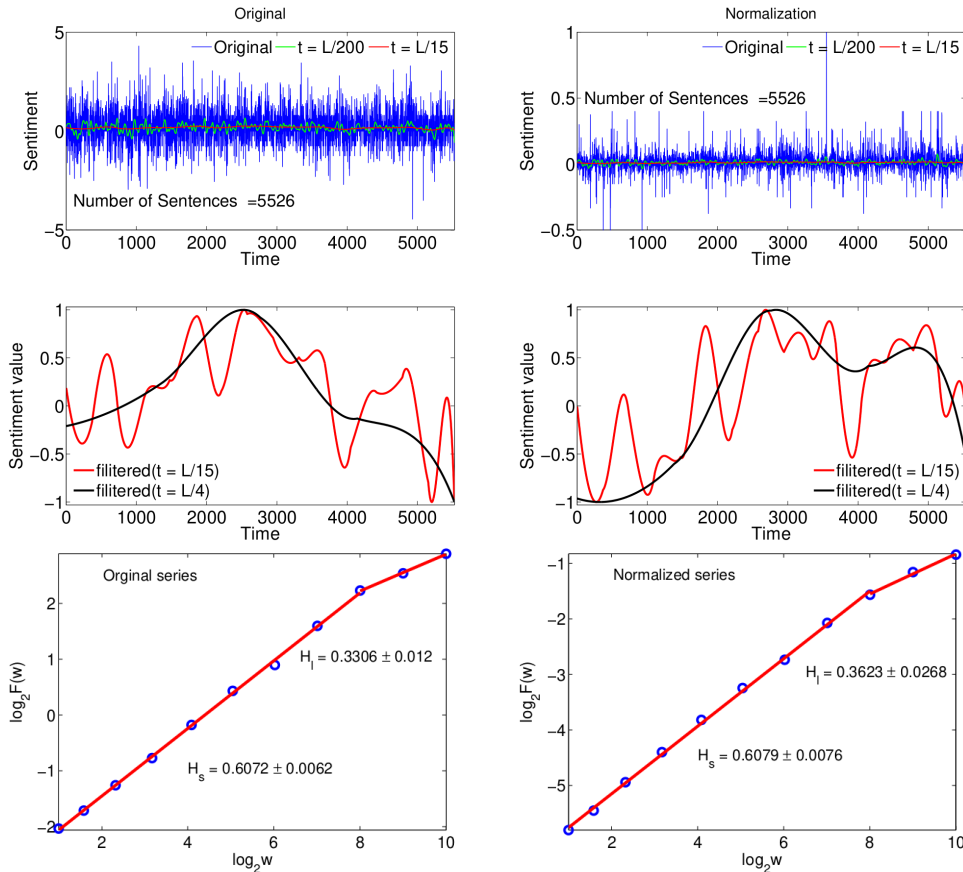 Original
Normalization
5
0
−5
Sentiment
Original
t = L/200
t = L/15
Number of Sentences =5526
0 1000 2000 3000 4000 5000
Time
1
0.5
0
−0.5
Sentiment
Original
t = L/200
t = L/15
Number of Sentences =5526
0 1000 2000 3000 4000 5000
Time
1
0.5
0
−0.5
−1
Sentiment value
filitered(t = L/15)
filitered(t = L/4)
0 1000 2000 3000 4000 5000
Time
1
0.5
0
−0.5
−1
Sentiment value
filitered(t = L/15)
filitered(t = L/4)
0 1000 2000 3000 4000 5000
Time
2
1
0
−1
−2
log₂F(w)
Orginal series
H_l = 0.3306 ± 0.012
H_s = 0.6072 ± 0.0062
2 4 6 8 10
log₂w
−1
−2
−3
−4
−5
log₂F(w)
Normalized series
H_l = 0.3623 ± 0.0268
H_s = 0.6079 ± 0.0076
2 4 6 8 10
log₂w